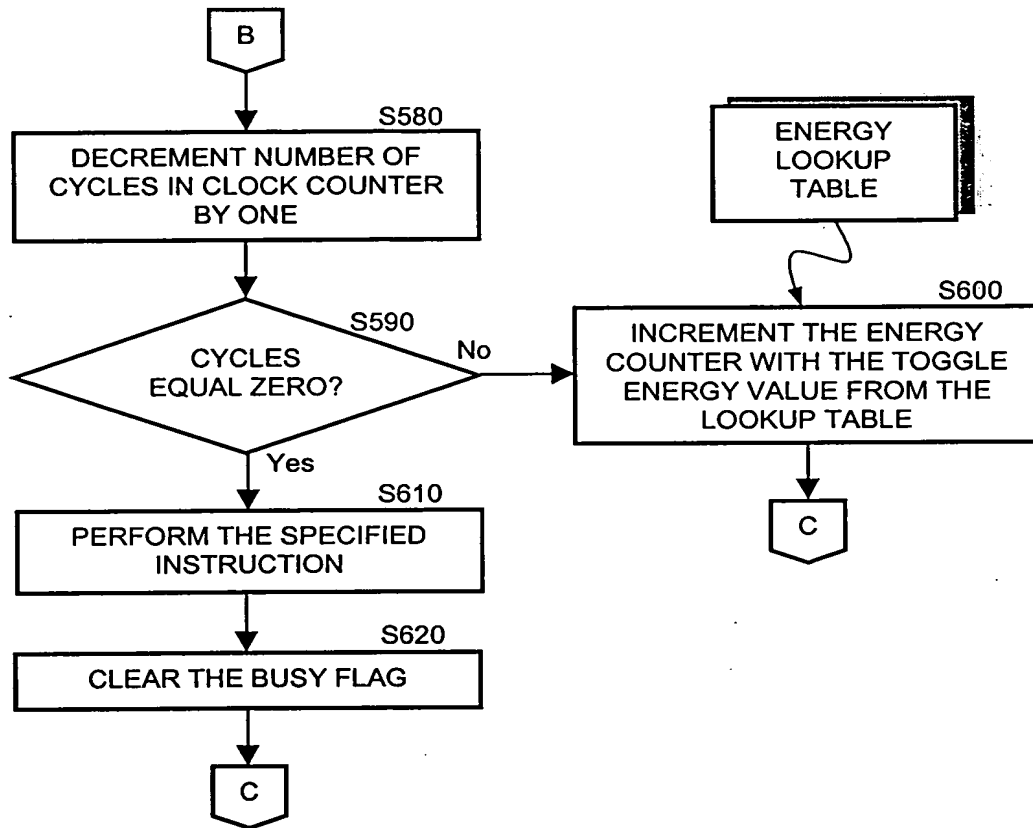 B
S580
DECREMENT NUMBER OF
CYCLES IN CLOCK COUNTER
BY ONE
ENERGY
LOOKUP
TABLE
S590
CYCLES
EQUAL ZERO?
No
Yes
S600
INCREMENT THE ENERGY
COUNTER WITH THE TOGGLE
ENERGY VALUE FROM THE
LOOKUP TABLE
C
S610
PERFORM THE SPECIFIED
INSTRUCTION
S620
CLEAR THE BUSY FLAG
C